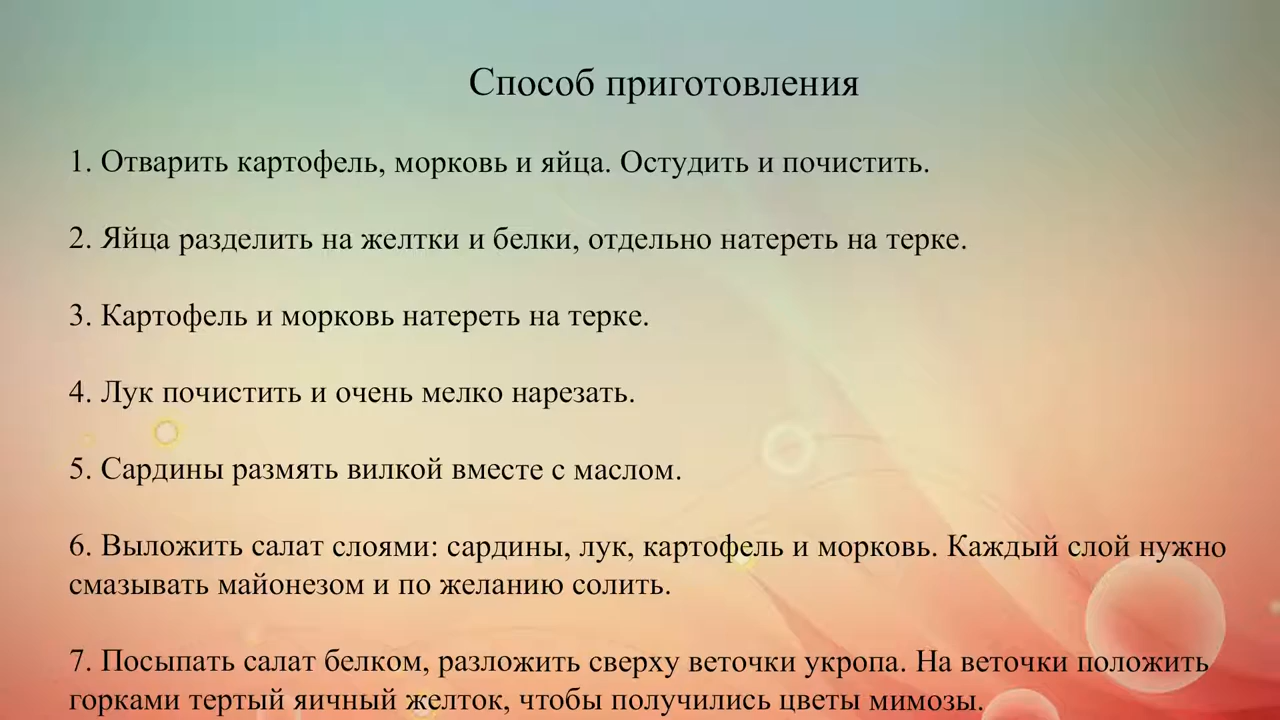 Способ приготовления
1. Отварить картофель, морковь и яйца. Остудить и почистить.
2. Яйца разделить на желтки и белки, отдельно натереть на терке.
3. Картофель и морковь натереть на терке.
4. Лук почистить и очень мелко нарезать.
5. Сардины размять вилкой вместе с маслом.
6. Выложить салат слоями: сардины, лук, картофель и морковь. Каждый слой нужно
смазывать майонезом и по желанию солить.
7. Посыпать салат белком, разложить сверху веточки укропа. На веточки положить
горками тертый яичный желток, чтобы получились цветы мимозы.